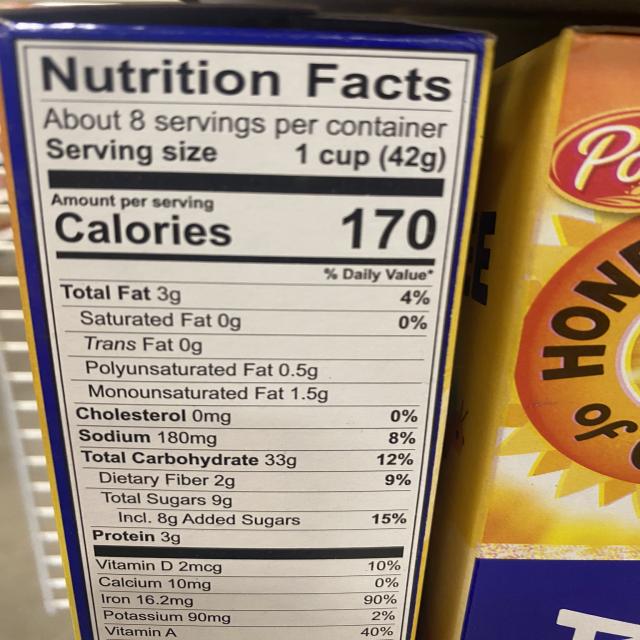 Nutrition Facts
About 8 servings per container
Serving size 1 cup (42g)
Amount per serving
Calories 170
% Daily Value*
Total Fat 3g 4%
Saturated Fat 0g 0%
Trans Fat 0g
Polyunsaturated Fat 0.5g
Monounsaturated Fat 1.5g
Cholesterol 0mg 0%
Sodium 180mg 8%
Total Carbohydrate 33g 12%
Dietary Fiber 2g 9%
Total Sugars 9g
Incl. 8g Added Sugars 15%
Protein 3g
Vitamin D 2mcg 10%
Calcium 10mg 0%
Iron 16.2mg 90%
Potassium 90mg 2%
Vitamin A 40%
of